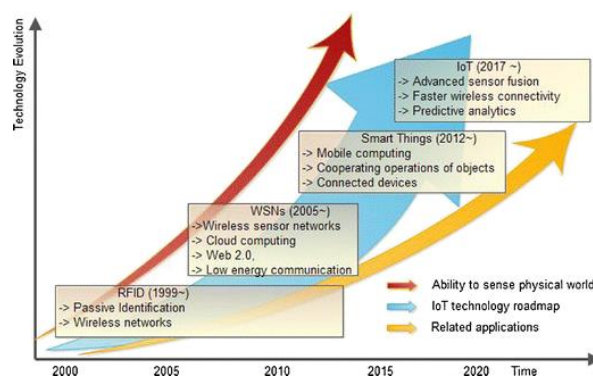 Technology Evolution
IoT (2017 ~)
-> Advanced sensor fusion
-> Faster wireless connectivity
-> Predictive analytics
Smart Things (2012~)
-> Mobile computing
-> Cooperating operations of objects
-> Connected devices
WSNs (2005~)
->Wireless sensor networks
-> Cloud computing
-> Web 2.0,
-> Low energy communication
RFID (1999~)
-> Passive Identification
-> Wireless networks
Ability to sense physical world
IoT technology roadmap
Related applications
2000 2005 2010 2015 2020 Time